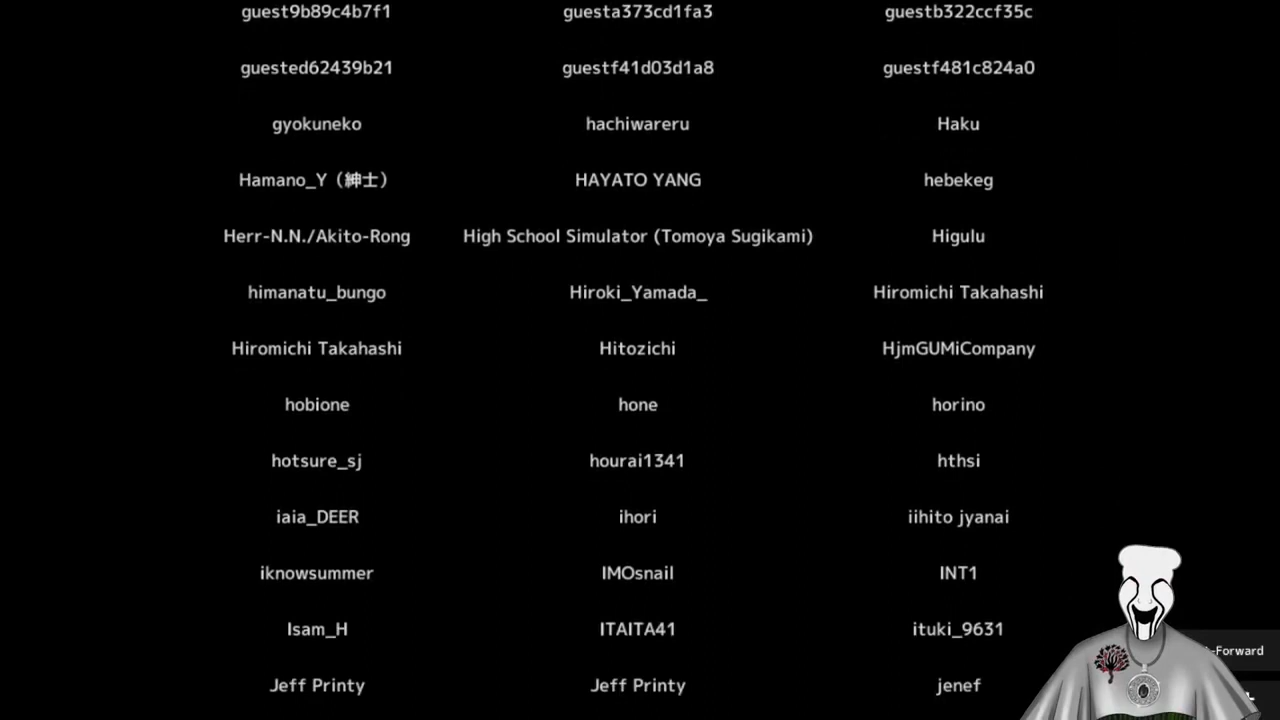 guest9b89c4b7f1 guesta373cd1fa3 guestb322ccf35c
guested62439b21 guestf41d03d1a8 guestf481c824a0
gyokuneko hachiwareru Haku
Hamano_Y（紳士） HAYATO YANG hebekeg
Herr-N.N./Akito-Rong High School Simulator (Tomoya Sugikami) Higulu
himanatu_bungo Hiroki_Yamada_ Hiromichi Takahashi
Hiromichi Takahashi Hitozichi HjmGUMiCompany
hobione hone horino
hotsure_sj hourai1341 hthsi
iaia_DEER ihori iihito jyanai
iknowsummer IMOsnail INT1
Isam_H ITAITA41 ituki_9631
-Forward
Jeff Printy Jeff Printy jenef